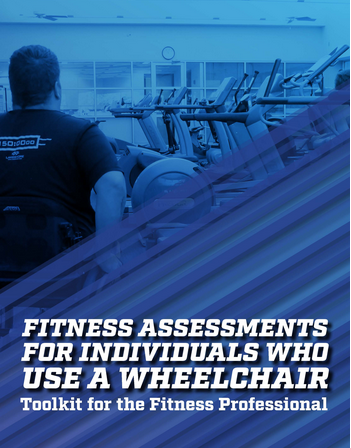 FITNESS ASSESSMENTS
FOR INDIVIDUALS WHO
USE A WHEELCHAIR
Toolkit for the Fitness Professional